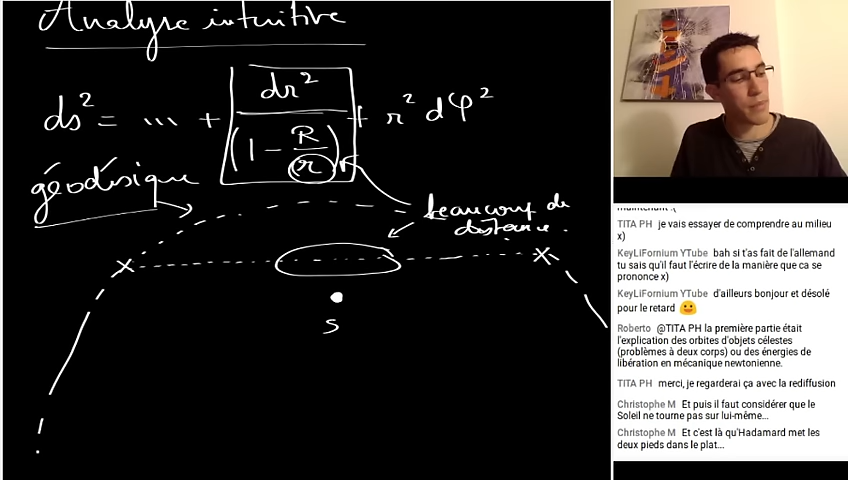 Analyse intuitive
ds² = ... + dr² / (1 - R/r) + r² dφ²
géodésique
beaucoup de
distance.
S
TITA PH je vais essayer de comprendre au milieu
x)
KeyLiFornium YTube bah si t'as fait de l'allemand
tu sais qu'il faut l'écrire de la manière que ca se
prononce x)
KeyLiFornium YTube d'ailleurs bonjour et désolé
pour le retard
Roberto @TITA PH la première partie était
l'explication des orbites d'objets célestes
(problèmes à deux corps) ou des énergies de
libération en mécanique newtonienne.
TITA PH merci, je regarderai ça avec la rediffusion
Christophe M Et puis il faut considérer que le
Soleil ne tourne pas sur lui-même...
Christophe M Et c'est là qu'Hadamard met les
deux pieds dans le plat...